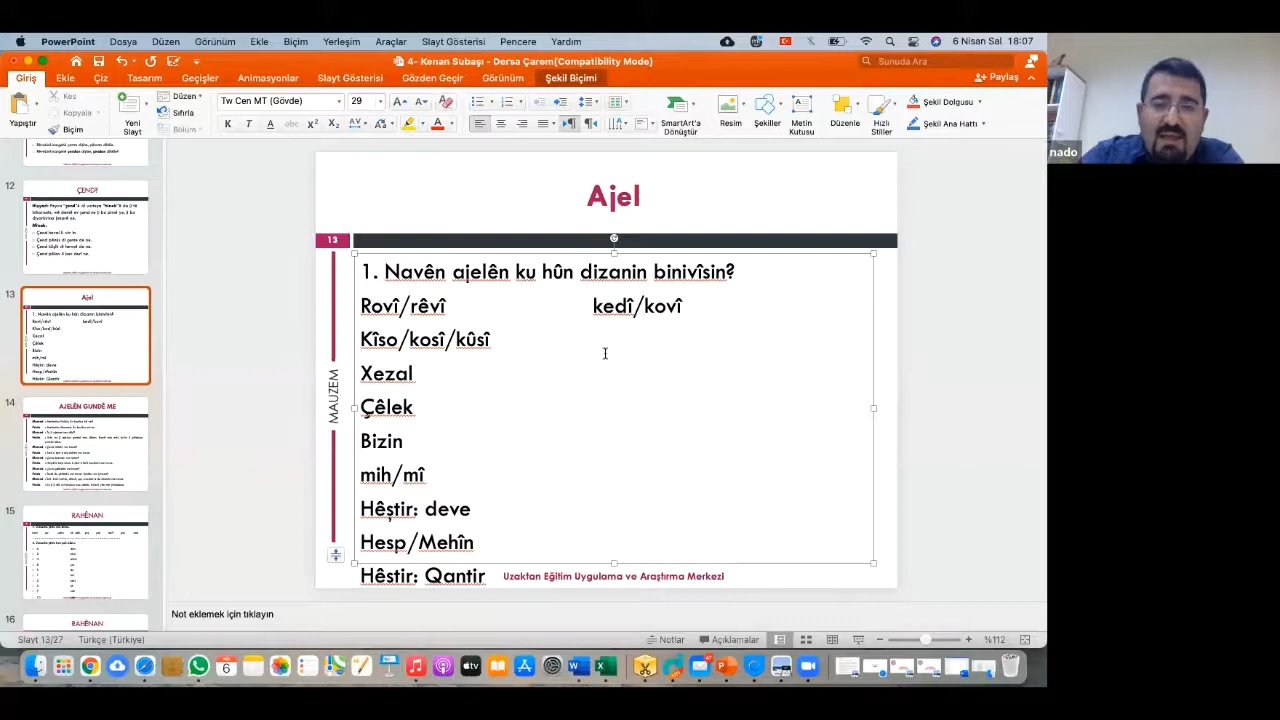 PowerPoint Dosya Düzen Görünüm Ekle Biçim Yerleşim Araçlar Slayt Gösterisi Pencere Yardım 6 Nisan Sal 18:07
4- Kenan Subaşı - Dersa Çarem[Compatibility Mode] Sunuda Ara
Giriş Ekle Çiz Tasarım Geçişler Animasyonlar Slayt Gösterisi Gözden Geçir Görünüm Şekil Biçimi Paylaş
Yapıştır Kes Kopyala Biçim Yeni Slayt Düzen Sıfırla Bölüm Tw Cen MT (Gövde) 29 SmartArt'a Dönüştür Resim Şekiller Metin Kutusu Düzenle Hızlı Stiller Şekil Dolgusu Şekil Ana Hattı
nado
12
ÇEND?
13
Ajel
14
AJELÊN GUNDÊ ME
15
RAHÊNAN
16
RAHÊNAN
Ajel
13
MAUZEM
1. Navên ajelên ku hûn dizanin binivîsin?
Rovî/rêvî kedî/kovî
Kîso/kosî/kûsî
Xezal
Çêlek
Bizin
mih/mî
Hêştir: deve
Hesp/Mehîn
Hêstir: Qantir
Uzaktan Eğitim Uygulama ve Araştırma Merkezi
Not eklemek için tıklayın
Slayt 13/27 Türkçe (Türkiye) Notlar Açıklamalar %112